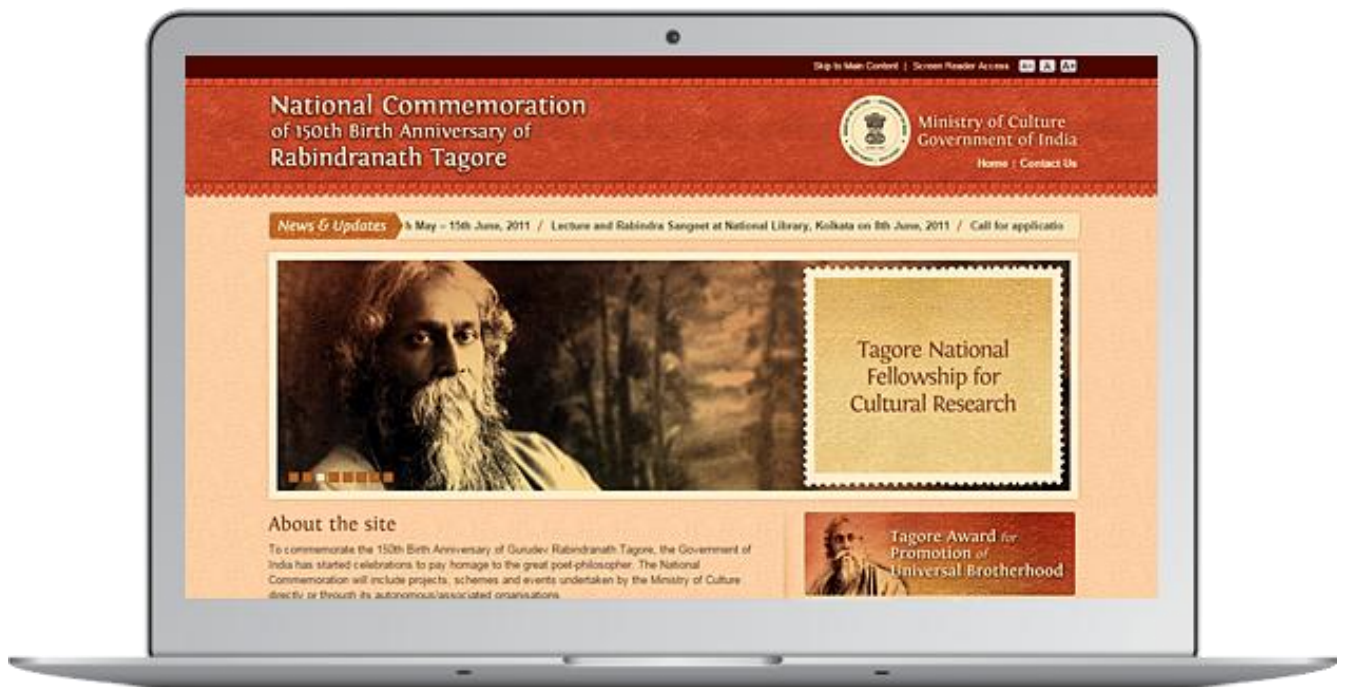 Skip to Main Content | Screen Reader Access A- A A+
National Commemoration
of 150th Birth Anniversary of
Rabindranath Tagore
Ministry of Culture
Government of India
Home | Contact Us
News & Updates
h May – 15th June, 2011 / Lecture and Rabindra Sangeet at National Library, Kolkata on 8th June, 2011 / Call for applicatio
Tagore National
Fellowship for
Cultural Research
About the site
To commemorate the 150th Birth Anniversary of Gurudev Rabindranath Tagore, the Government of
India has started celebrations to pay homage to the great poet-philosopher. The National
Commemoration will include projects, schemes and events undertaken by the Ministry of Culture
directly or through its autonomous/associated organisations.
Tagore Award for
Promotion of
Universal Brotherhood